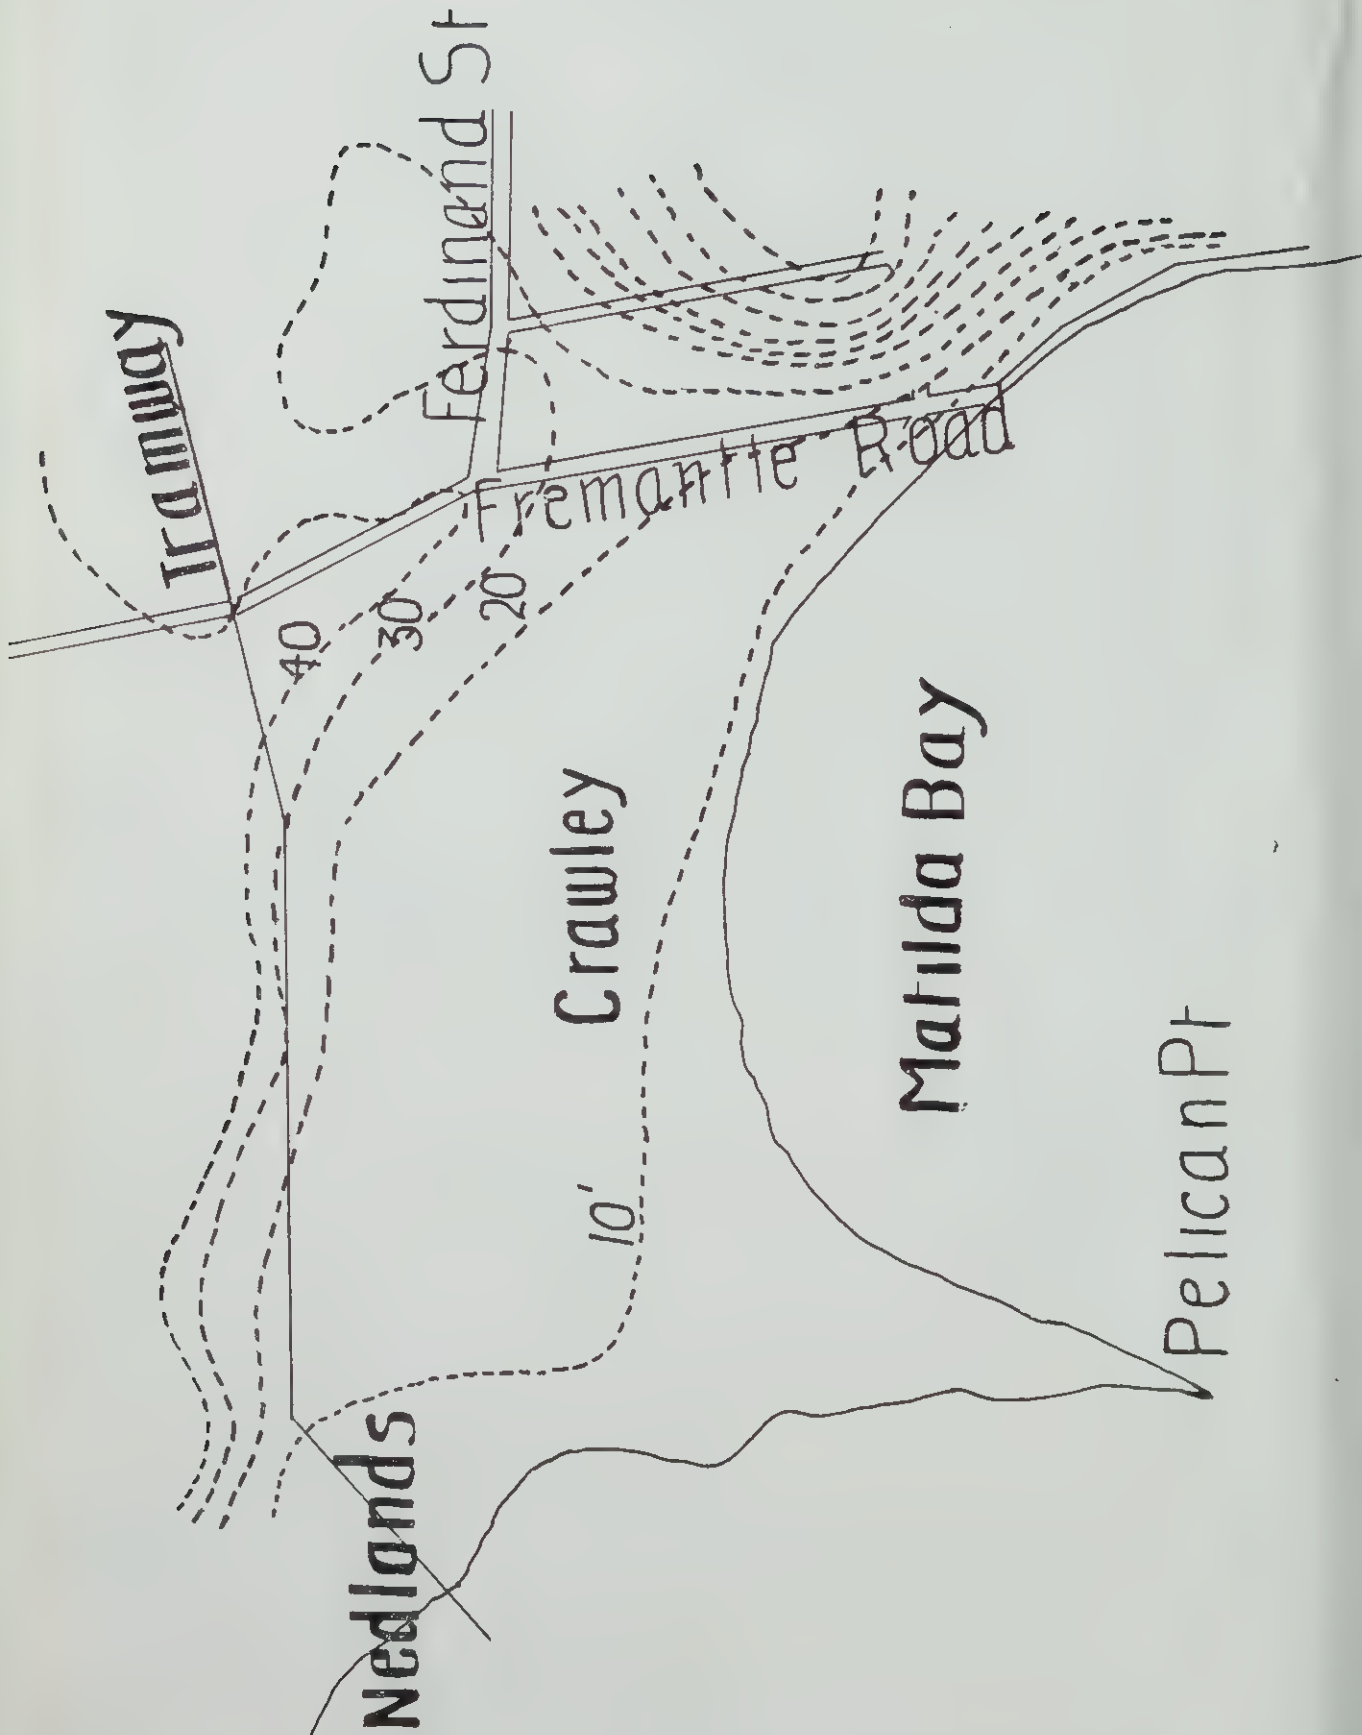 Tramway
Ferdinand St
Fremantle Road
40
30
20
Crawley
10'
Nedlands
Matilda Bay
Pelican Pt